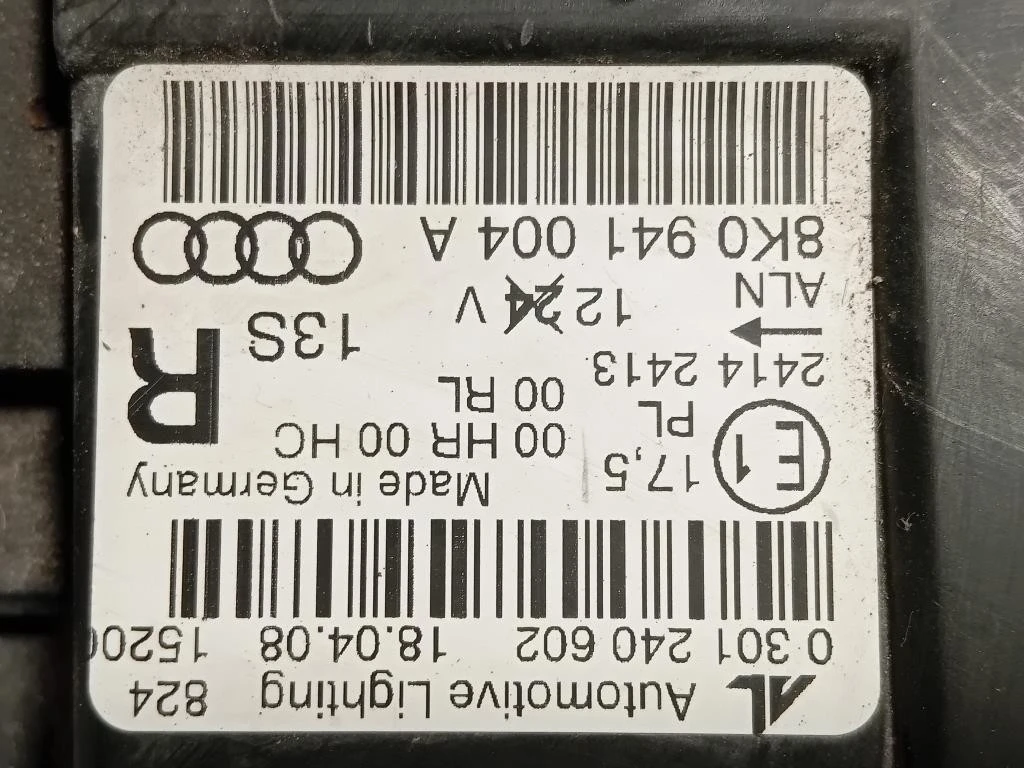 Automotive Lighting 824
0 301 240 602 18.04.08
Made in Germany
E1 17,5 00 HR 00 HC R
PL 00 RL
2414 2413 13S
12 24 V
ALN
8K0 941 004 A